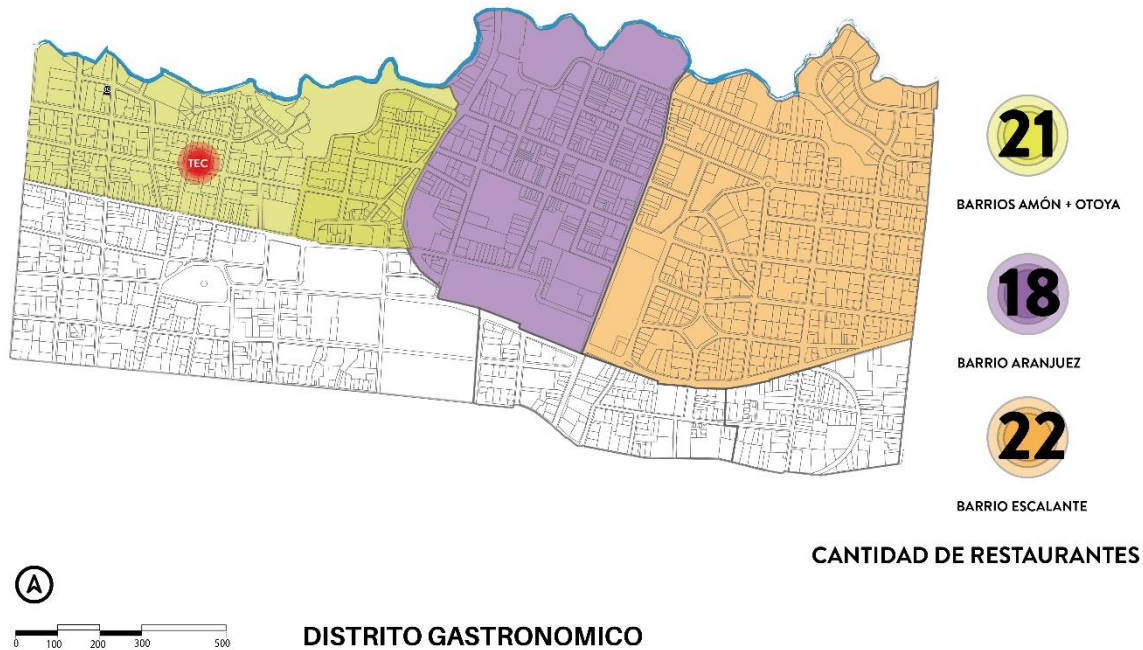 TEC
21
BARRIOS AMÓN + OTOYA
18
BARRIO ARANJUEZ
22
BARRIO ESCALANTE
CANTIDAD DE RESTAURANTES
A
0 100 200 300 500
DISTRITO GASTRONOMICO